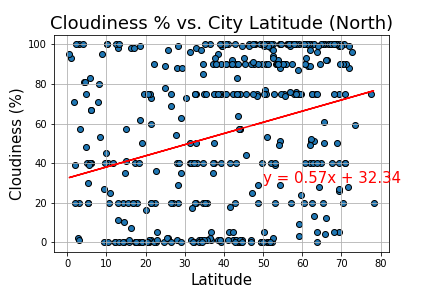 Cloudiness % vs. City Latitude (North)
100
80
60
40
20
0
Cloudiness (%)
y = 0.57x + 32.34
0 10 20 30 40 50 60 70 80
Latitude